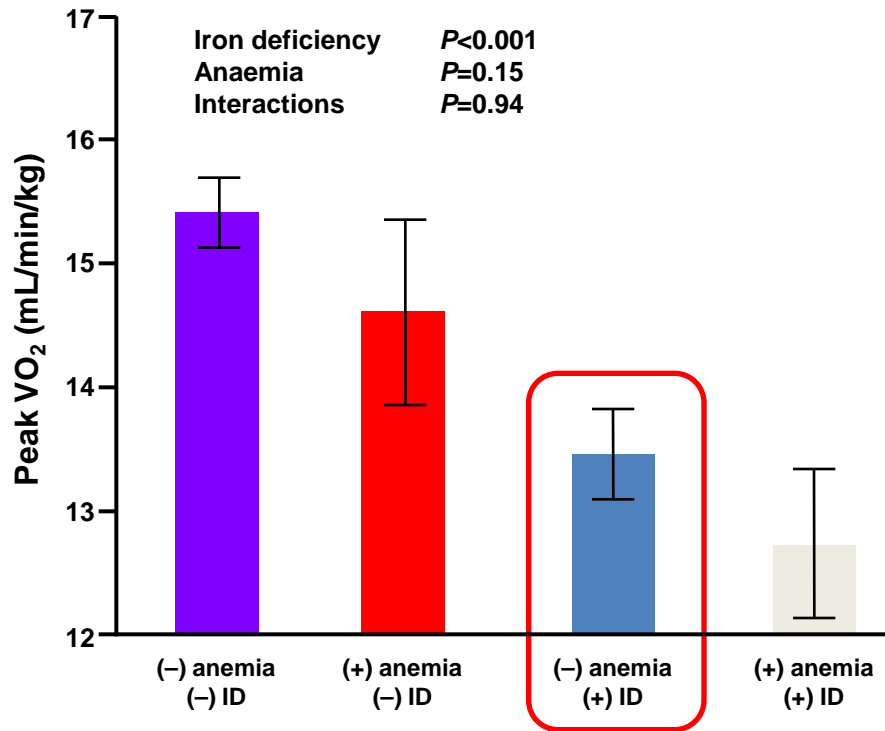 Iron deficiency P<0.001
Anaemia P=0.15
Interactions P=0.94
Peak VO₂ (mL/min/kg)
17
16
15
14
13
12
(–) anemia
(–) ID
(+) anemia
(–) ID
(–) anemia
(+) ID
(+) anemia
(+) ID